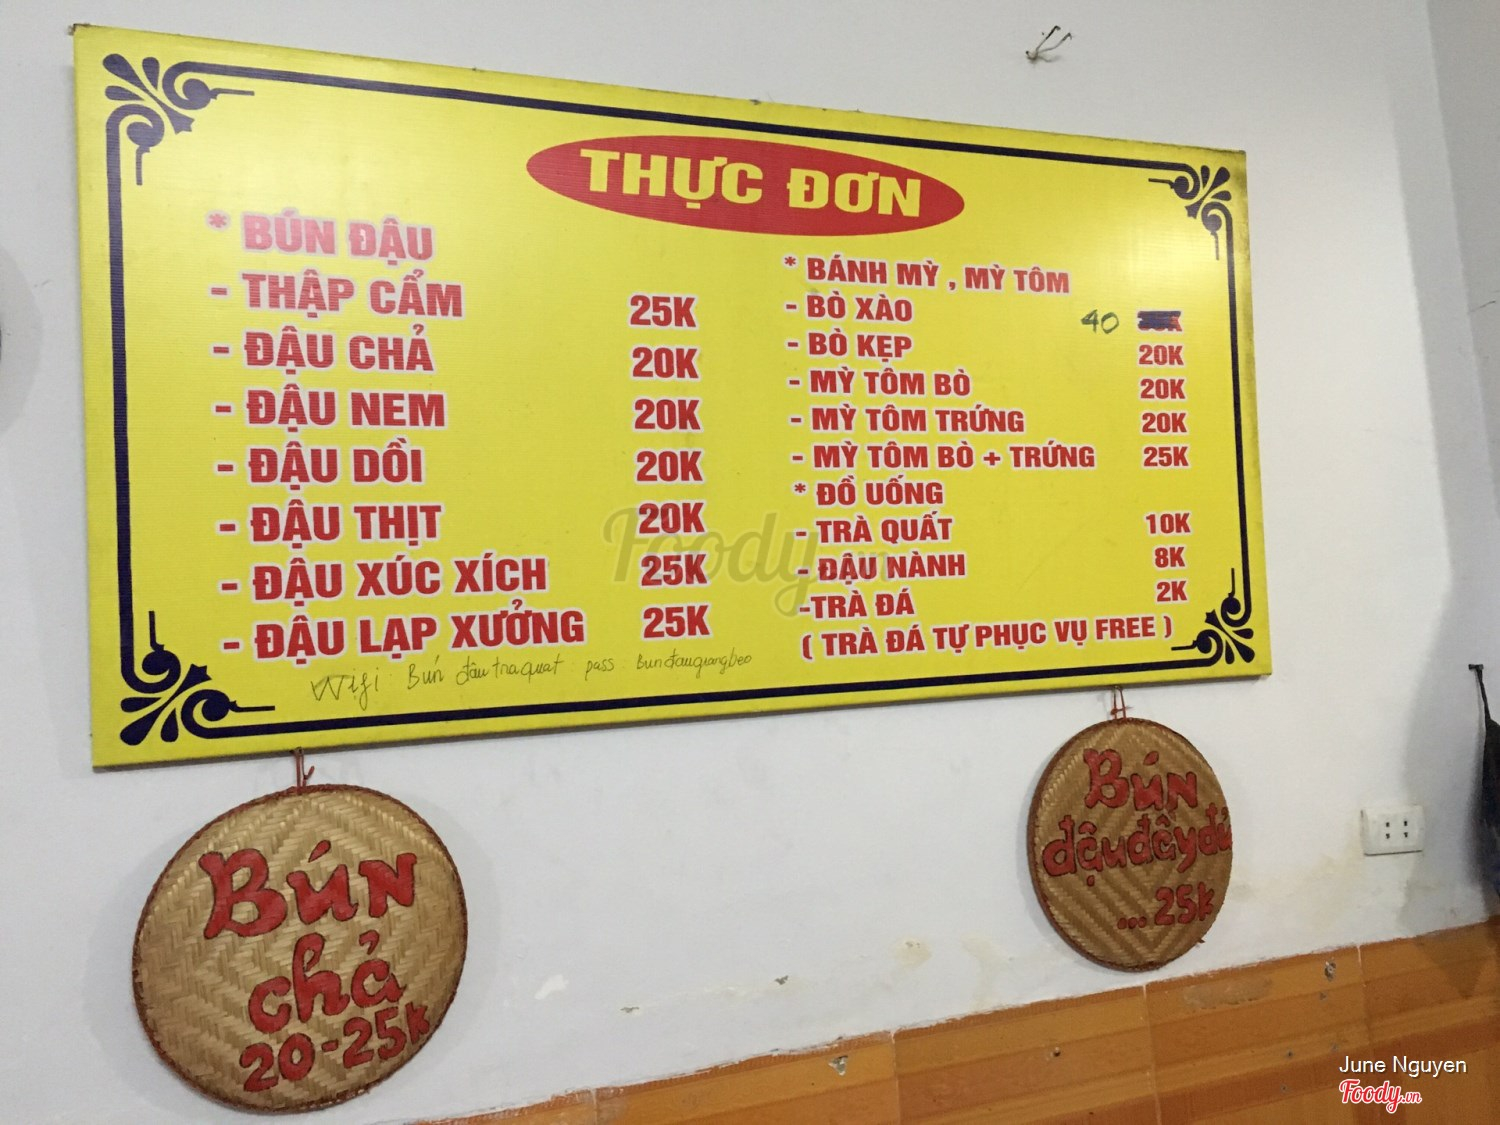 THỰC ĐƠN
* BÚN ĐẬU
- THẬP CẨM 25K
- ĐẬU CHẢ 20K
- ĐẬU NEM 20K
- ĐẬU DỒI 20K
- ĐẬU THỊT 20K
- ĐẬU XÚC XÍCH 25K
- ĐẬU LẠP XƯỞNG 25K
Wifi: Bún đậu traquat pass: Bundauquangbeo
* BÁNH MỲ , MỲ TÔM
- BÒ XÀO 40
- BÒ KẸP 20K
- MỲ TÔM BÒ 20K
- MỲ TÔM TRỨNG 20K
- MỲ TÔM BÒ + TRỨNG 25K
* ĐỒ UỐNG
- TRÀ QUẤT 10K
- ĐẬU NÀNH 8K
-TRÀ ĐÁ 2K
( TRÀ ĐÁ TỰ PHỤC VỤ FREE )
Foody.vn
Bún
chả
20-25k
Bún
đậu đầy đủ
...25k
June Nguyen
Foody.vn